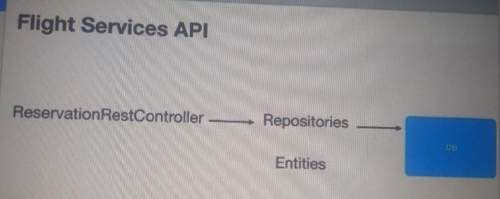 Flight Services API
ReservationRestController
Repositories
DB
Entities